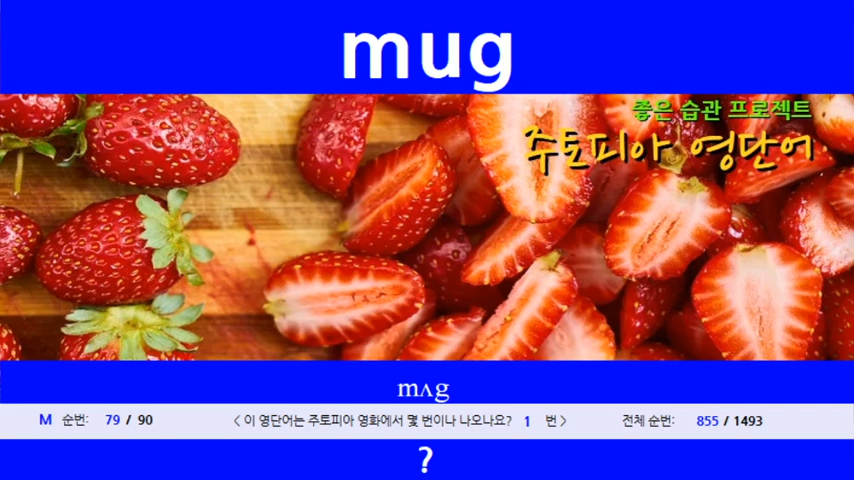 mug
좋은 습관 프로젝트
주토피아 영단어
mʌg
M 순번: 79 / 90 < 이 영단어는 주토피아 영화에서 몇 번이나 나오나요? 1 번 > 전체 순번: 855 / 1493
?